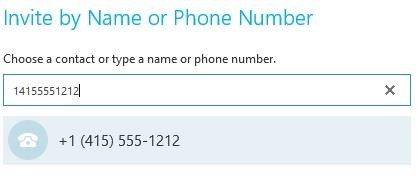 Invite by Name or Phone Number
Choose a contact or type a name or phone number.
14155551212
+1 (415) 555-1212